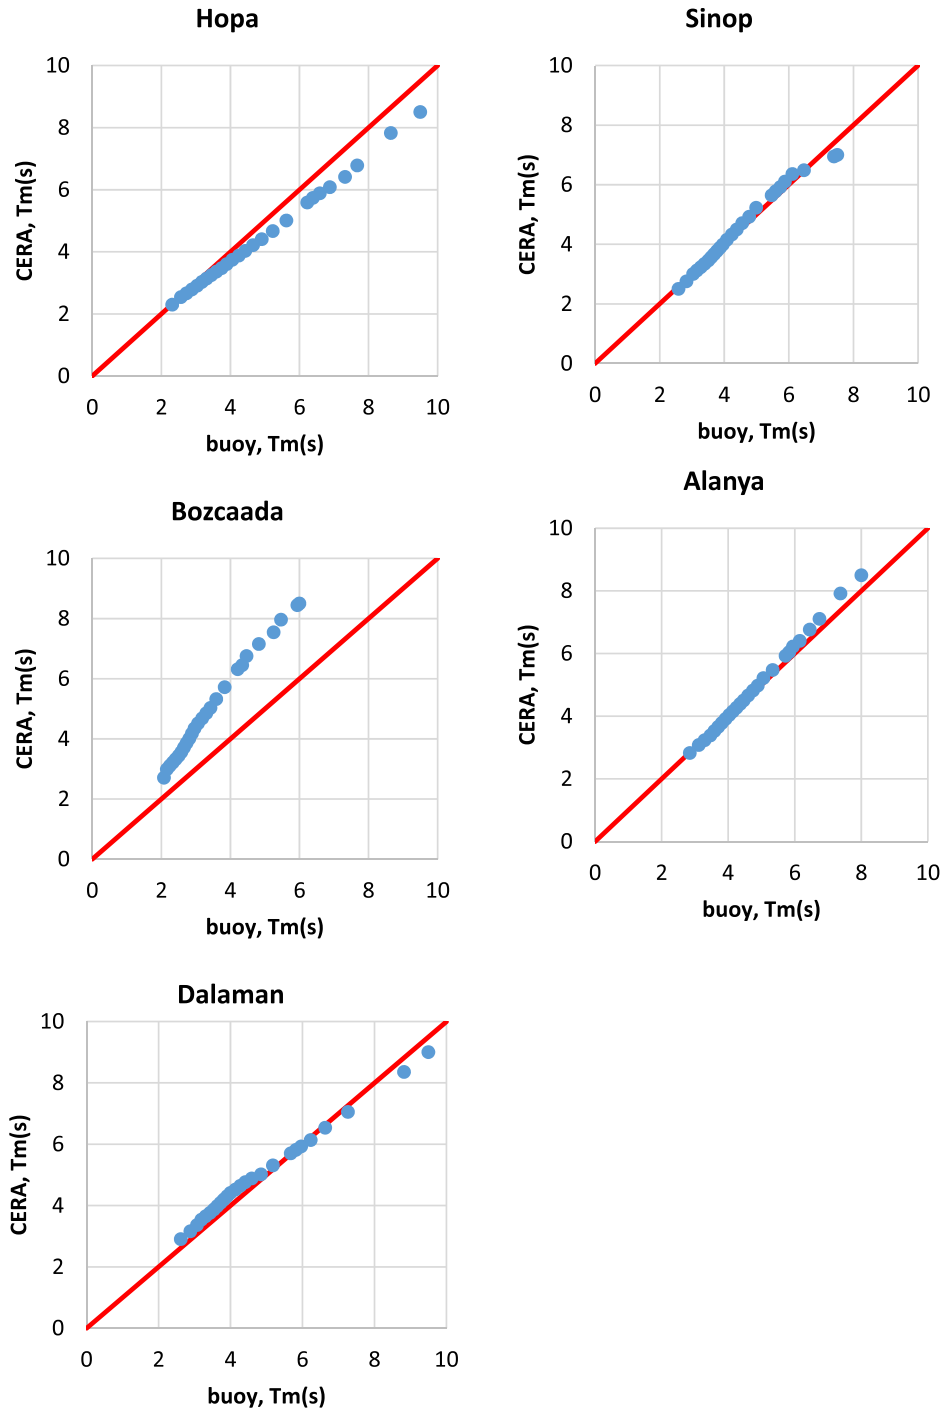 Hopa
10
8
6
4
2
0
CERA, Tm(s)
0 2 4 6 8 10
buoy, Tm(s)
Sinop
10
8
6
4
2
0
CERA, Tm(s)
0 2 4 6 8 10
buoy, Tm(s)
Bozcaada
10
8
6
4
2
0
CERA, Tm(s)
0 2 4 6 8 10
buoy, Tm(s)
Alanya
10
8
6
4
2
0
CERA, Tm(s)
0 2 4 6 8 10
buoy, Tm(s)
Dalaman
10
8
6
4
2
0
CERA, Tm(s)
0 2 4 6 8 10
buoy, Tm(s)